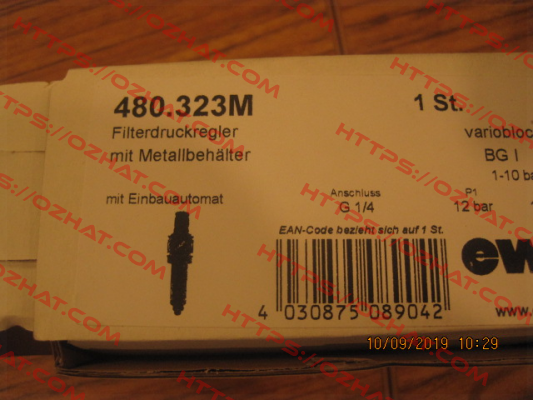 480.323M
1 St.
Filterdruckregler
mit Metallbehälter
variobloc
BG I
1-10 ba
mit Einbauautomat
Anschluss
G 1/4
P1
12 bar
EAN-Code bezieht sich auf 1 St.
ew
4 030875 089042
www.
10/09/2019 10:29
HTTPS://OZHAT.COM